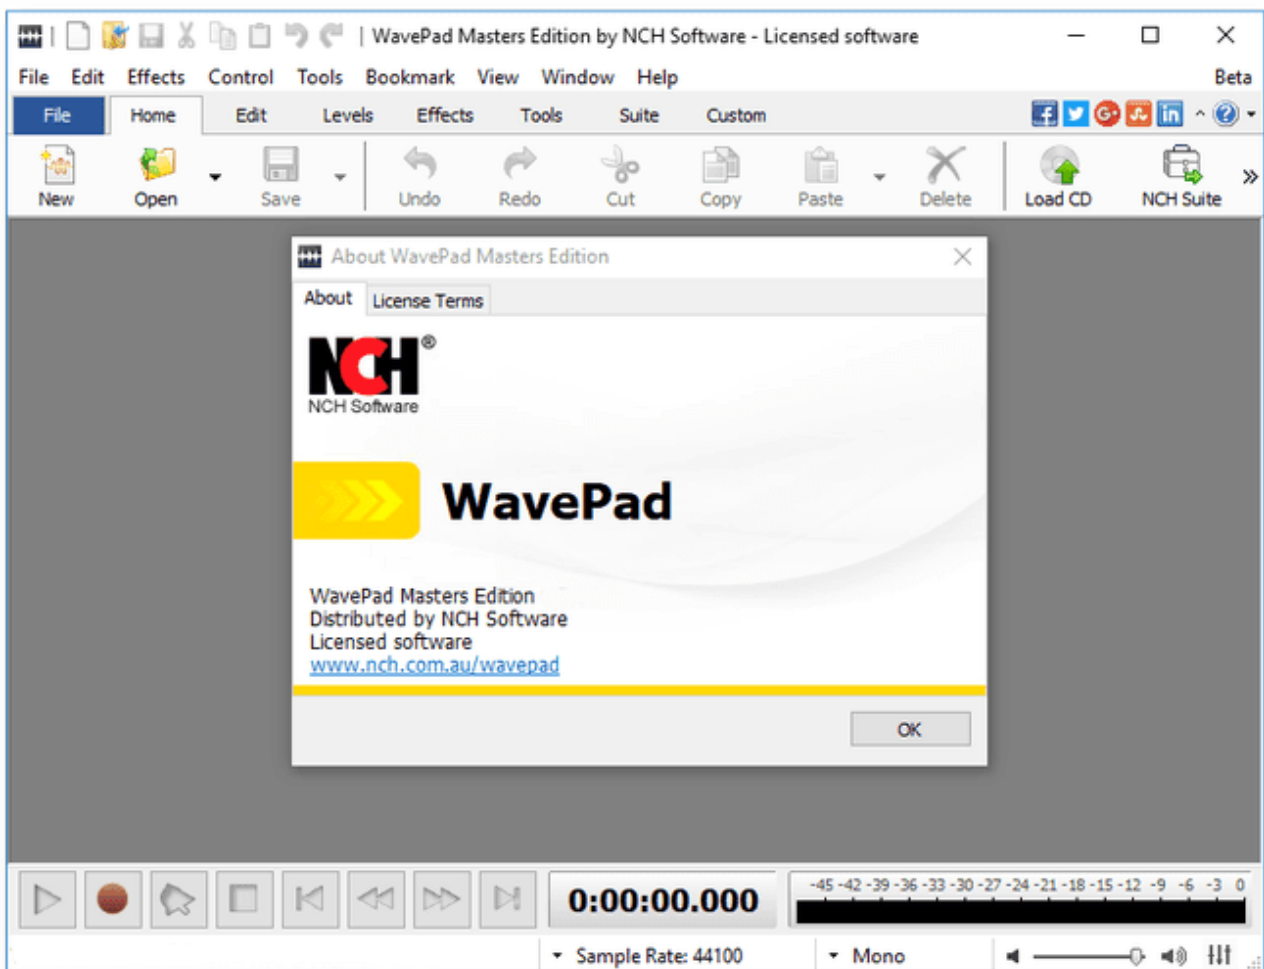 WavePad Masters Edition by NCH Software - Licensed software
File Edit Effects Control Tools Bookmark View Window Help Beta
File Home Edit Levels Effects Tools Suite Custom
New Open Save Undo Redo Cut Copy Paste Delete Load CD NCH Suite
About WavePad Masters Edition
About License Terms
NCH®
NCH Software
WavePad
WavePad Masters Edition
Distributed by NCH Software
Licensed software
www.nch.com.au/wavepad
OK
0:00:00.000 -45 -42 -39 -36 -33 -30 -27 -24 -21 -18 -15 -12 -9 -6 -3 0
Sample Rate: 44100 Mono